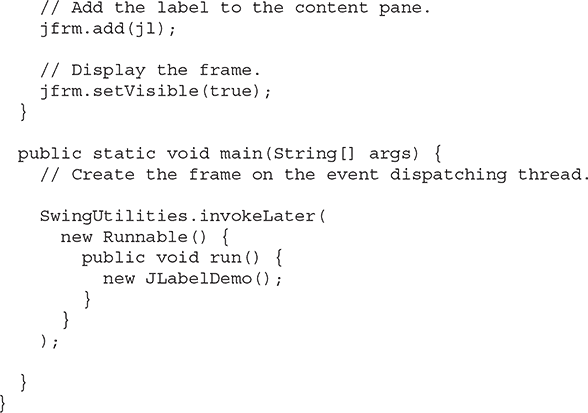 // Add the label to the content pane.
    jfrm.add(jl);

    // Display the frame.
    jfrm.setVisible(true);
  }

  public static void main(String[] args) {
    // Create the frame on the event dispatching thread.

    SwingUtilities.invokeLater(
      new Runnable() {
        public void run() {
          new JLabelDemo();
        }
      }
    );

  }
}